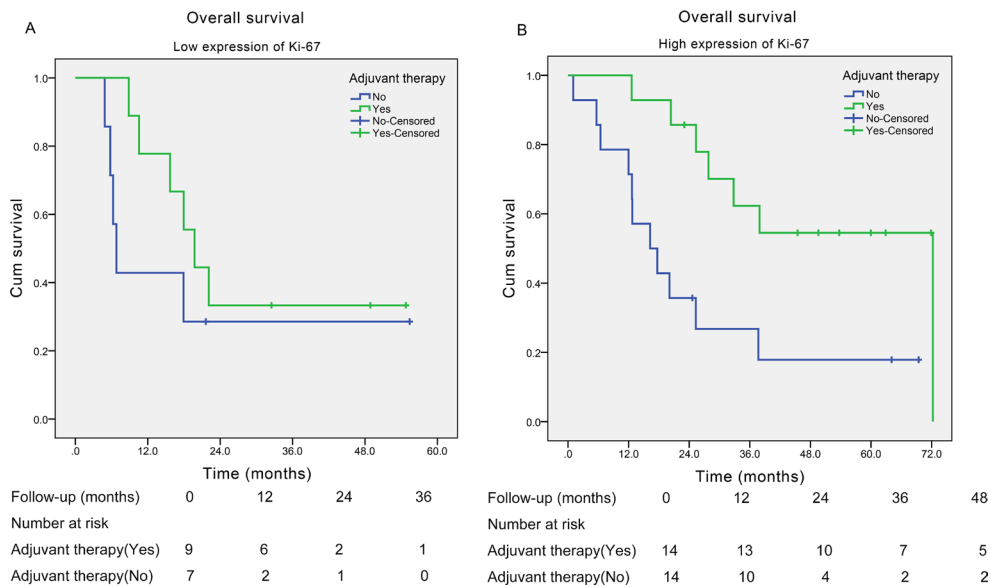 A
Overall survival
Low expression of Ki-67
Adjuvant therapy
No
Yes
No-Censored
Yes-Censored
1.0
0.8
0.6
0.4
0.2
0.0
Cum survival
.0 12.0 24.0 36.0 48.0 60.0
Time (months)
Follow-up (months) 0 12 24 36
Number at risk
Adjuvant therapy(Yes) 9 6 2 1
Adjuvant therapy(No) 7 2 1 0
B
Overall survival
High expression of Ki-67
Adjuvant therapy
No
Yes
No-Censored
Yes-Censored
1.0
0.8
0.6
0.4
0.2
0.0
Cum survival
.0 12.0 24.0 36.0 48.0 60.0 72.0
Time (months)
Follow-up (months) 0 12 24 36 48
Number at risk
Adjuvant therapy(Yes) 14 13 10 7 5
Adjuvant therapy(No) 14 10 4 2 2